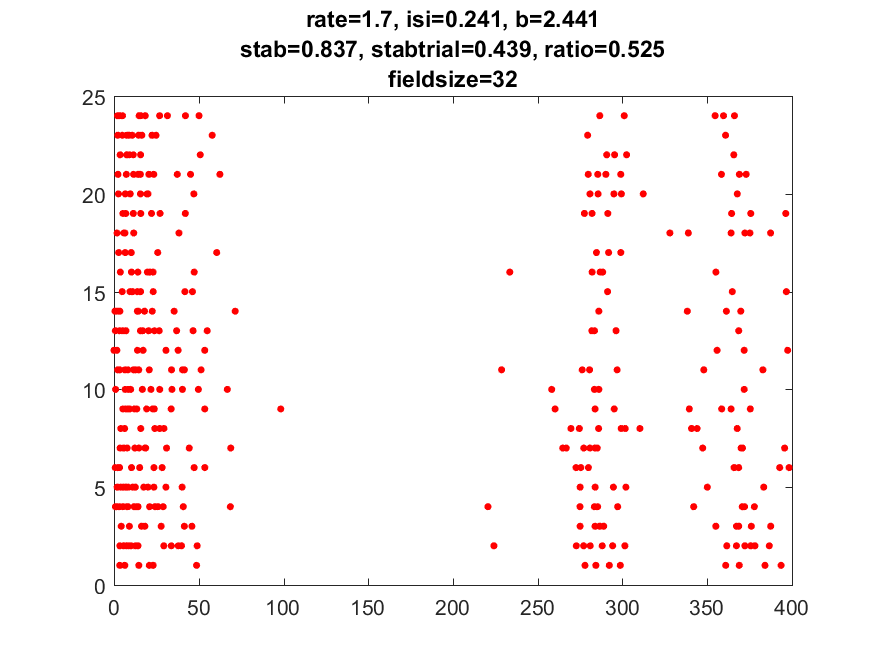 rate=1.7, isi=0.241, b=2.441
stab=0.837, stabtrial=0.439, ratio=0.525
fieldsize=32
25
20
15
10
5
0
0 50 100 150 200 250 300 350 400